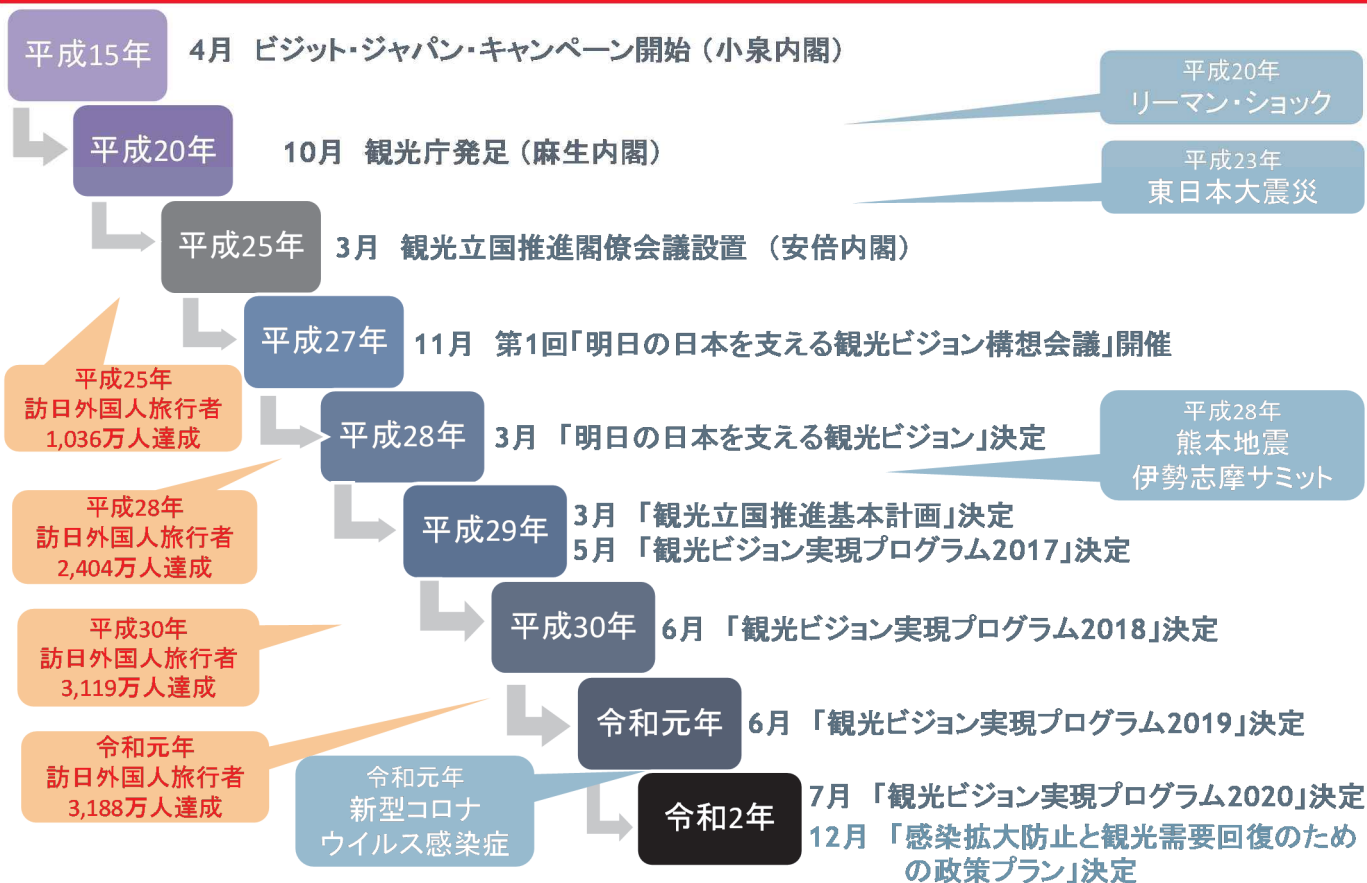 平成15年
4月 ビジット・ジャパン・キャンペーン開始（小泉内閣）
平成20年
リーマン・ショック
平成20年
10月 観光庁発足（麻生内閣）
平成23年
東日本大震災
平成25年
3月 観光立国推進閣僚会議設置 （安倍内閣）
平成27年
11月 第1回「明日の日本を支える観光ビジョン構想会議」開催
平成25年
訪日外国人旅行者
1,036万人達成
平成28年
3月 「明日の日本を支える観光ビジョン」決定
平成28年
熊本地震
伊勢志摩サミット
平成28年
訪日外国人旅行者
2,404万人達成
平成29年
3月 「観光立国推進基本計画」決定
5月 「観光ビジョン実現プログラム2017」決定
平成30年
6月 「観光ビジョン実現プログラム2018」決定
平成30年
訪日外国人旅行者
3,119万人達成
令和元年
6月 「観光ビジョン実現プログラム2019」決定
令和元年
訪日外国人旅行者
3,188万人達成
令和元年
新型コロナ
ウイルス感染症
令和2年
7月 「観光ビジョン実現プログラム2020」決定
12月 「感染拡大防止と観光需要回復のため
の政策プラン」決定